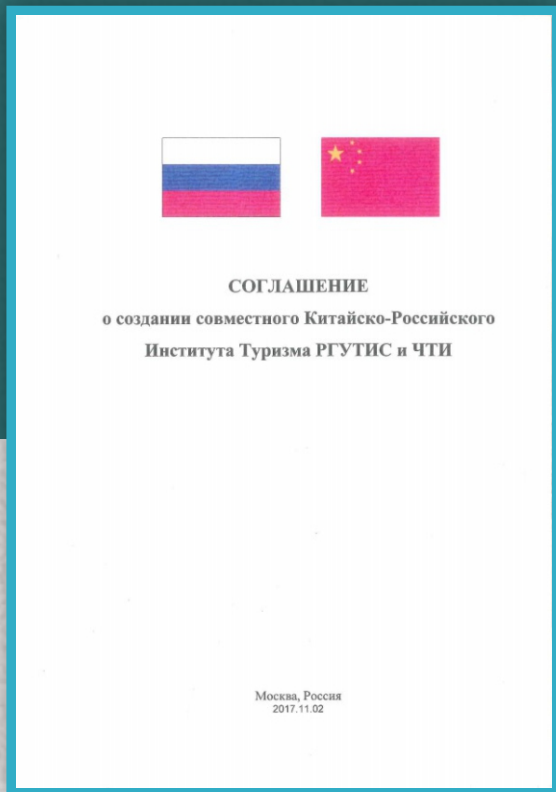 СОГЛАШЕНИЕ
о создании совместного Китайско-Российского
Института Туризма РГУТИС и ЧТИ
Москва, Россия
2017.11.02